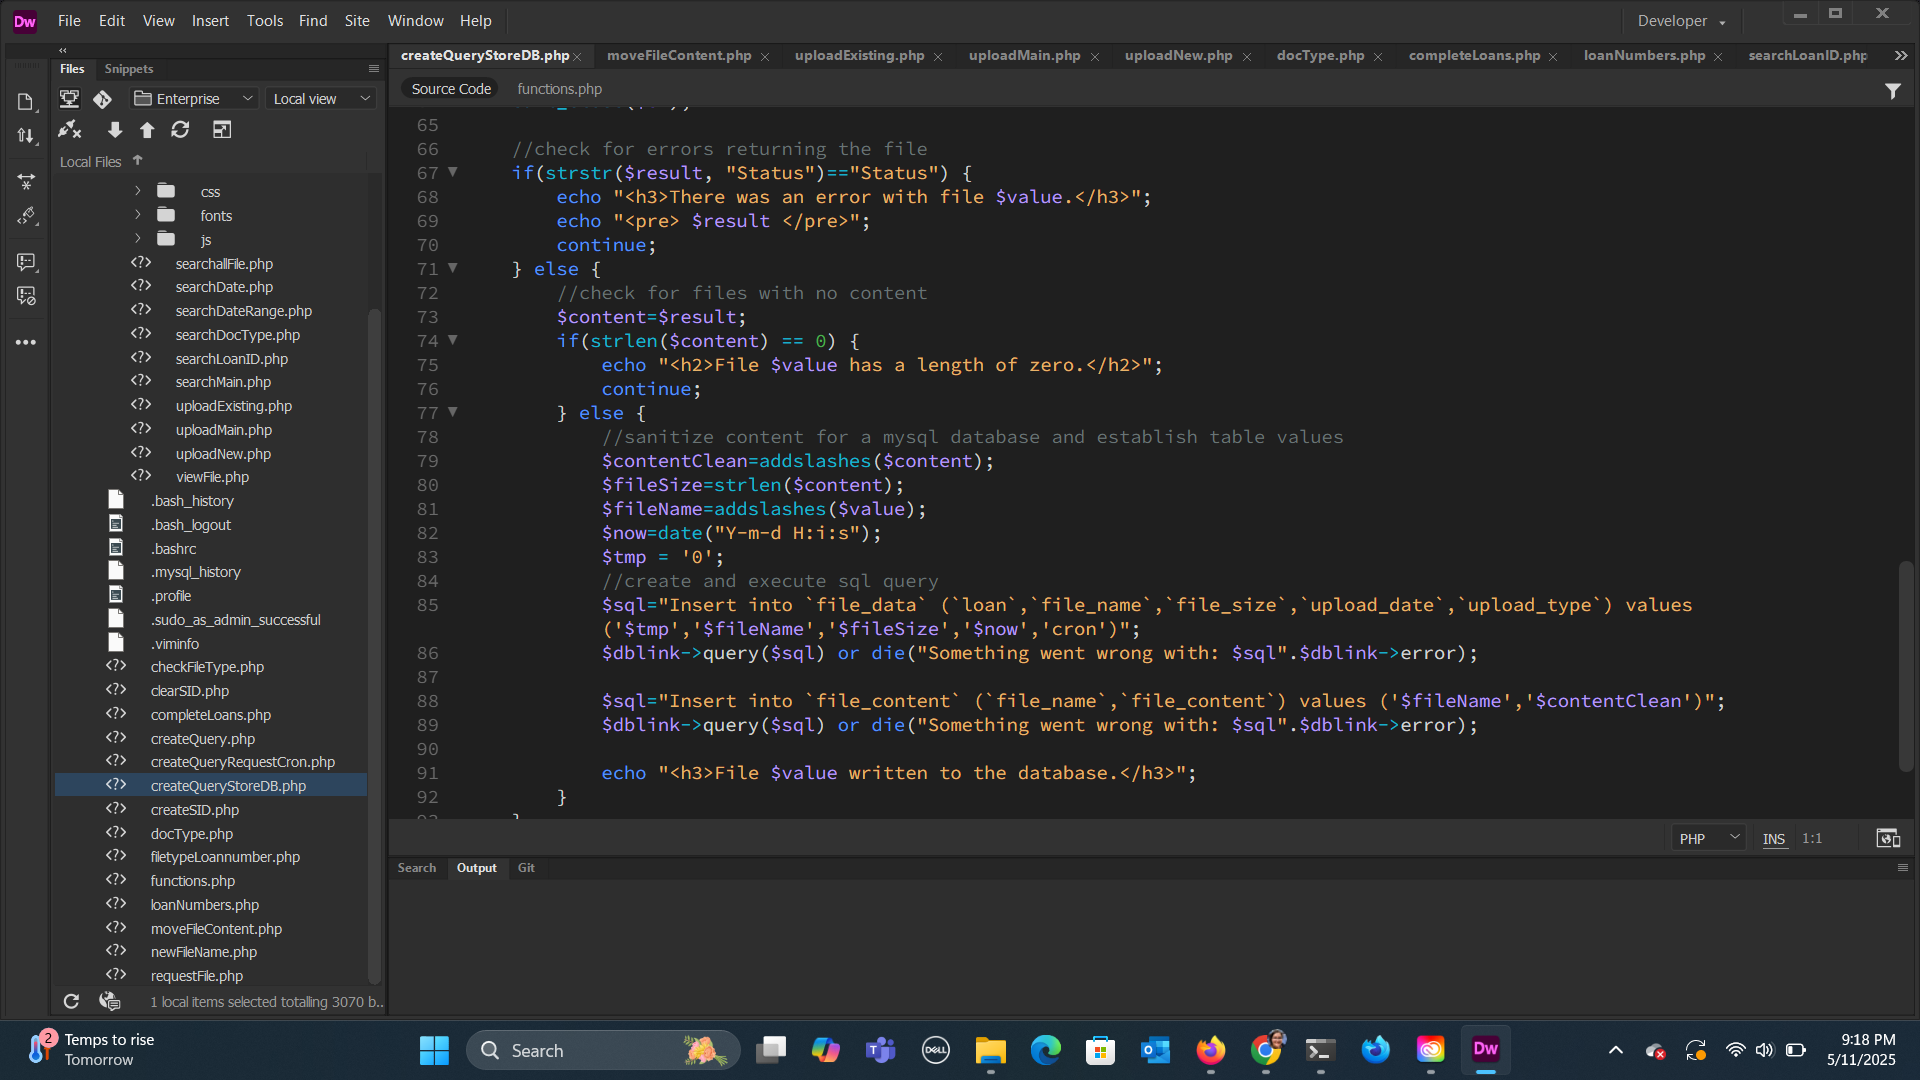 Dw File Edit View Insert Tools Find Site Window Help Developer
Files Snippets
Enterprise Local view
Local Files
css
fonts
js
searchallFile.php
searchDate.php
searchDateRange.php
searchDocType.php
searchLoanID.php
searchMain.php
uploadExisting.php
uploadMain.php
uploadNew.php
viewFile.php
.bash_history
.bash_logout
.bashrc
.mysql_history
.profile
.sudo_as_admin_successful
.viminfo
checkFileType.php
clearSID.php
completeLoans.php
createQuery.php
createQueryRequestCron.php
createQueryStoreDB.php
createSID.php
docType.php
filetypeLoannumber.php
functions.php
loanNumbers.php
moveFileContent.php
newFileName.php
requestFile.php
1 local items selected totalling 3070 b..
createQueryStoreDB.php moveFileContent.php uploadExisting.php uploadMain.php uploadNew.php docType.php completeLoans.php loanNumbers.php searchLoanID.php
Source Code functions.php
65
66 //check for errors returning the file
67 if(strstr($result, "Status")=="Status") {
68 echo "<h3>There was an error with file $value.</h3>";
69 echo "<pre> $result </pre>";
70 continue;
71 } else {
72 //check for files with no content
73 $content=$result;
74 if(strlen($content) == 0) {
75 echo "<h2>File $value has a length of zero.</h2>";
76 continue;
77 } else {
78 //sanitize content for a mysql database and establish table values
79 $contentClean=addslashes($content);
80 $fileSize=strlen($content);
81 $fileName=addslashes($value);
82 $now=date("Y-m-d H:i:s");
83 $tmp = '0';
84 //create and execute sql query
85 $sql="Insert into `file_data` (`loan`,`file_name`,`file_size`,`upload_date`,`upload_type`) values
('$tmp','$fileName','$fileSize','$now','cron')";
86 $dblink->query($sql) or die("Something went wrong with: $sql".$dblink->error);
87
88 $sql="Insert into `file_content` (`file_name`,`file_content`) values ('$fileName','$contentClean')";
89 $dblink->query($sql) or die("Something went wrong with: $sql".$dblink->error);
90
91 echo "<h3>File $value written to the database.</h3>";
92 }
PHP INS 1:1
Search Output Git
2 Temps to rise
Tomorrow
Search
DELL
Dw
9:18 PM
5/11/2025